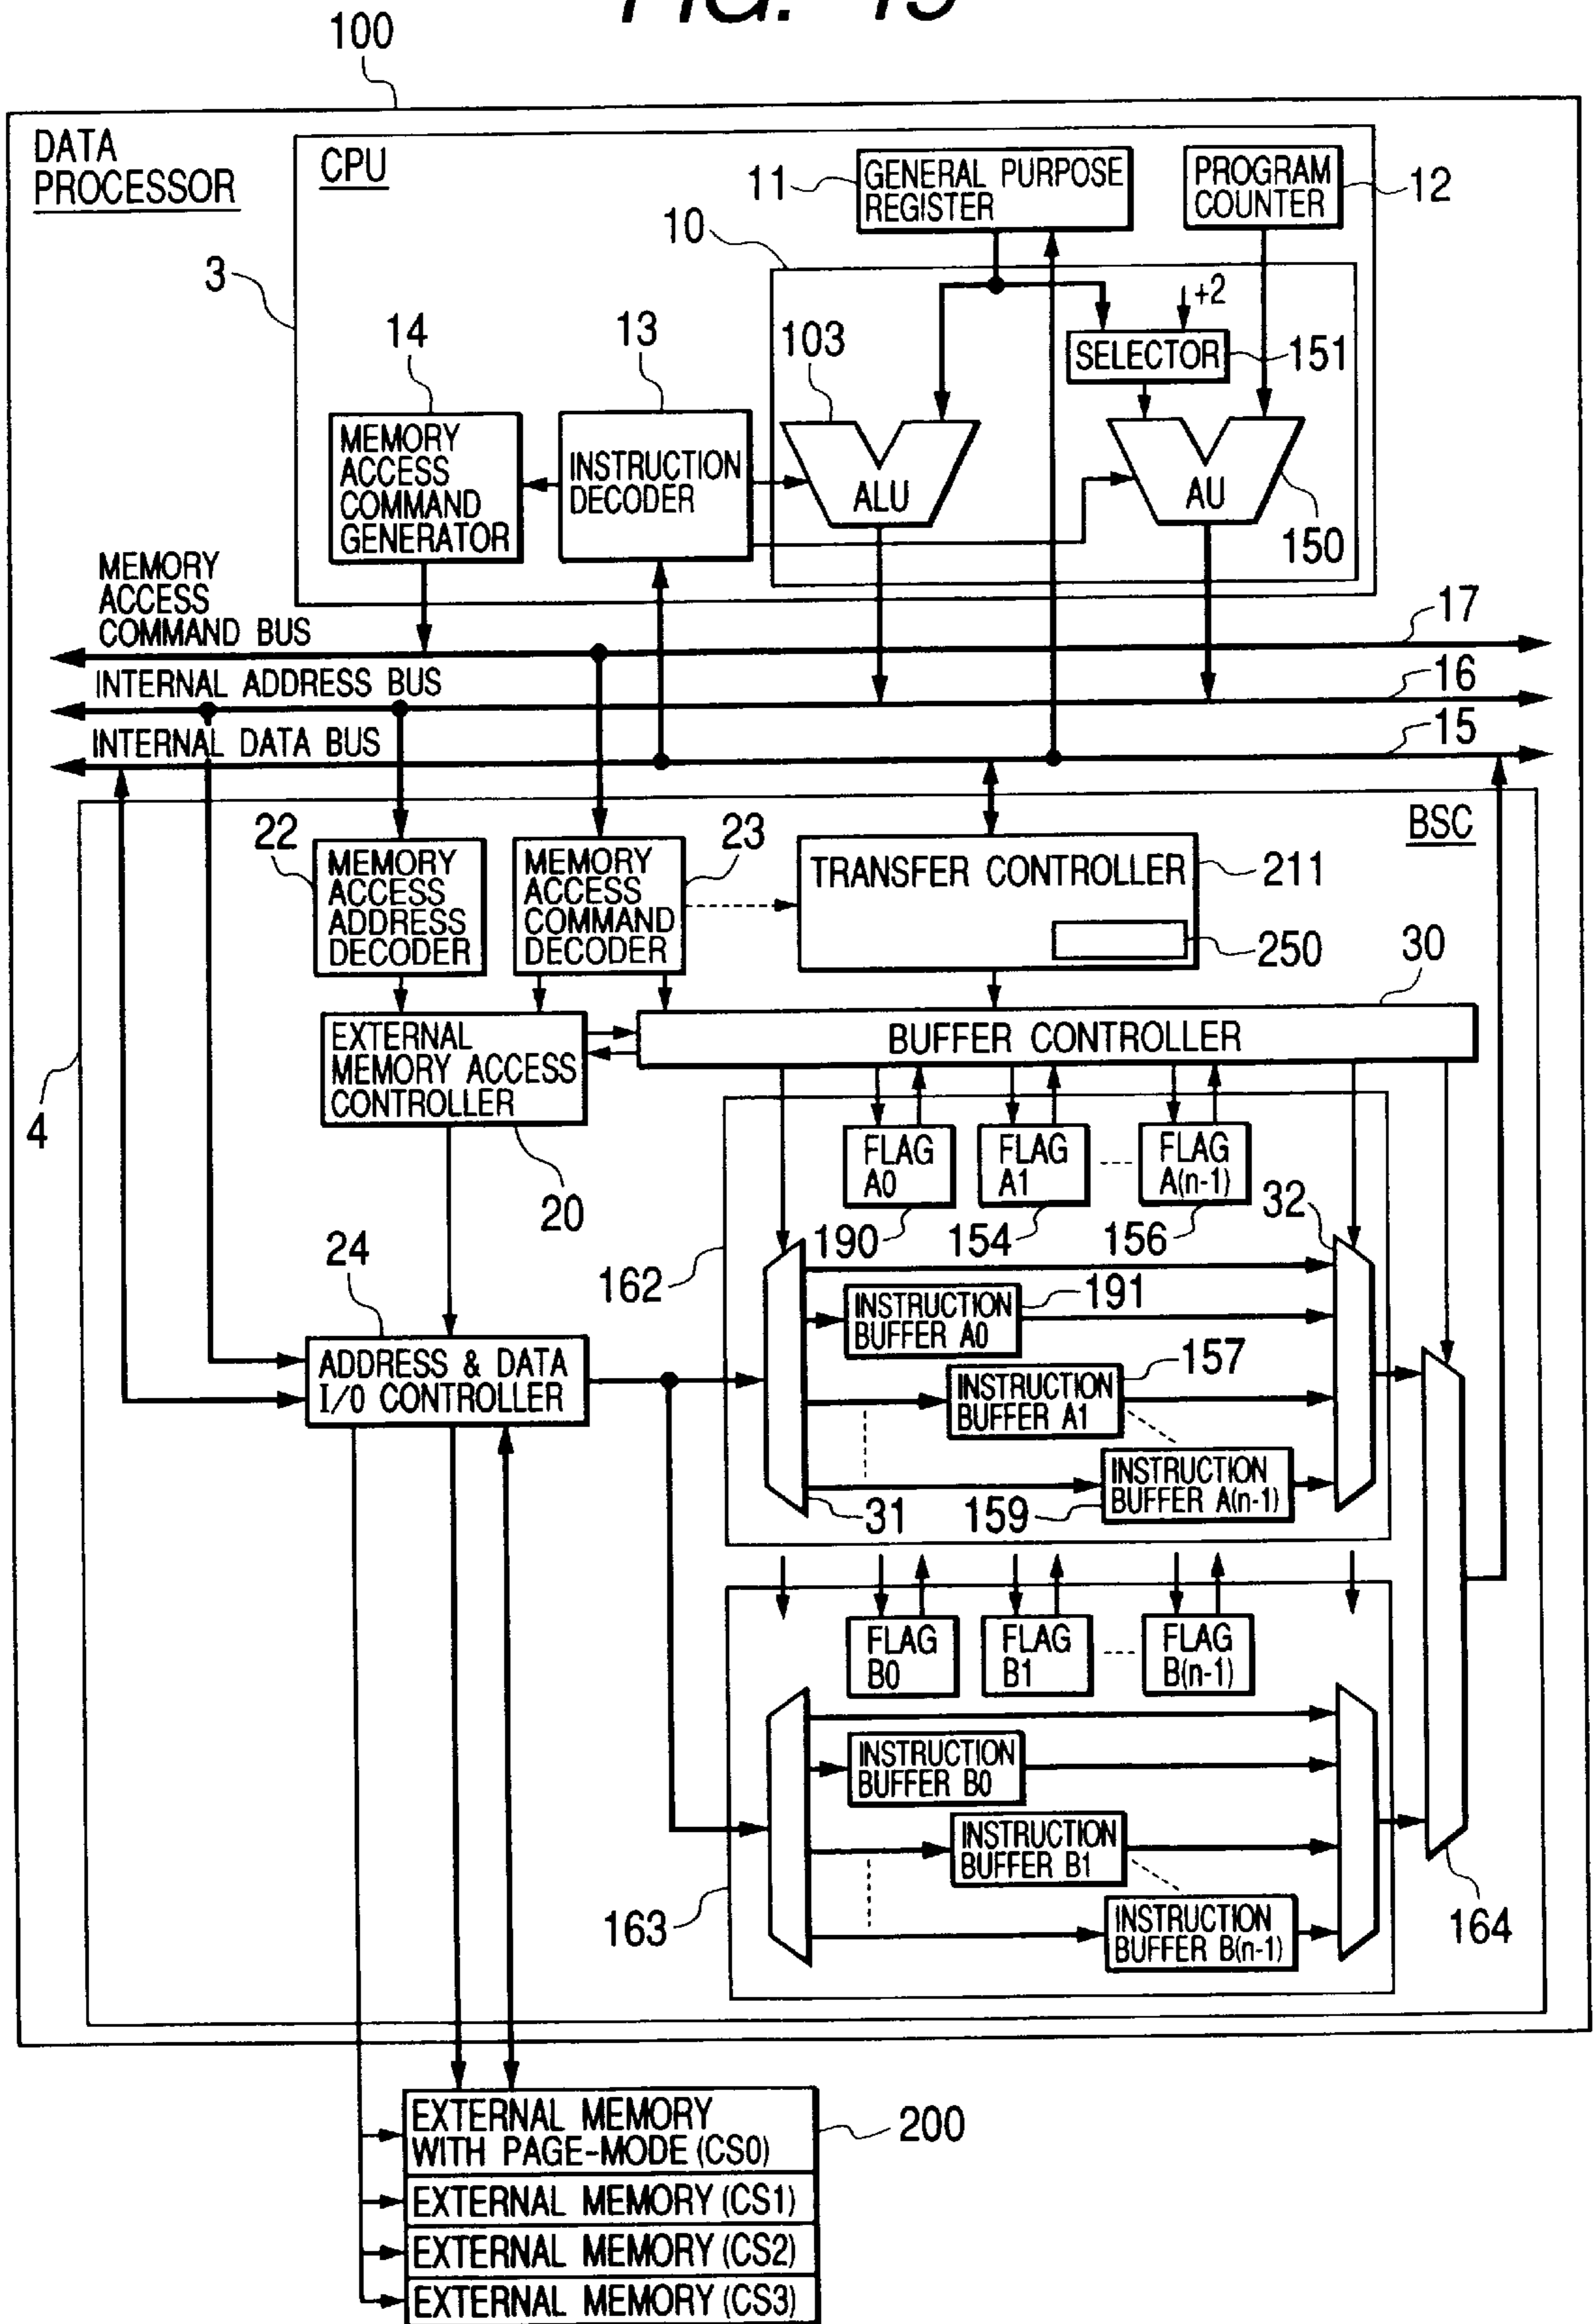 100
DATA
PROCESSOR
CPU
11
GENERAL PURPOSE
REGISTER
PROGRAM
COUNTER
12
10
3
+2
14
13
103
SELECTOR
151
MEMORY
ACCESS
COMMAND
GENERATOR
INSTRUCTION
DECODER
ALU
AU
150
MEMORY
ACCESS
COMMAND BUS
17
INTERNAL ADDRESS BUS
16
INTERNAL DATA BUS
15
BSC
22
MEMORY
ACCESS
ADDRESS
DECODER
MEMORY
ACCESS
COMMAND
DECODER
23
TRANSFER CONTROLLER
211
250
30
EXTERNAL
MEMORY ACCESS
CONTROLLER
BUFFER CONTROLLER
4
20
FLAG
A0
FLAG
A1
FLAG
A(n-1)
32
190
154
156
24
162
INSTRUCTION
BUFFER A0
191
ADDRESS & DATA
I/O CONTROLLER
INSTRUCTION
BUFFER A1
157
INSTRUCTION
BUFFER A(n-1)
31
159
FLAG
B0
FLAG
B1
FLAG
B(n-1)
INSTRUCTION
BUFFER B0
INSTRUCTION
BUFFER B1
163
INSTRUCTION
BUFFER B(n-1)
164
EXTERNAL MEMORY
WITH PAGE-MODE (CS0)
200
EXTERNAL MEMORY (CS1)
EXTERNAL MEMORY (CS2)
EXTERNAL MEMORY (CS3)